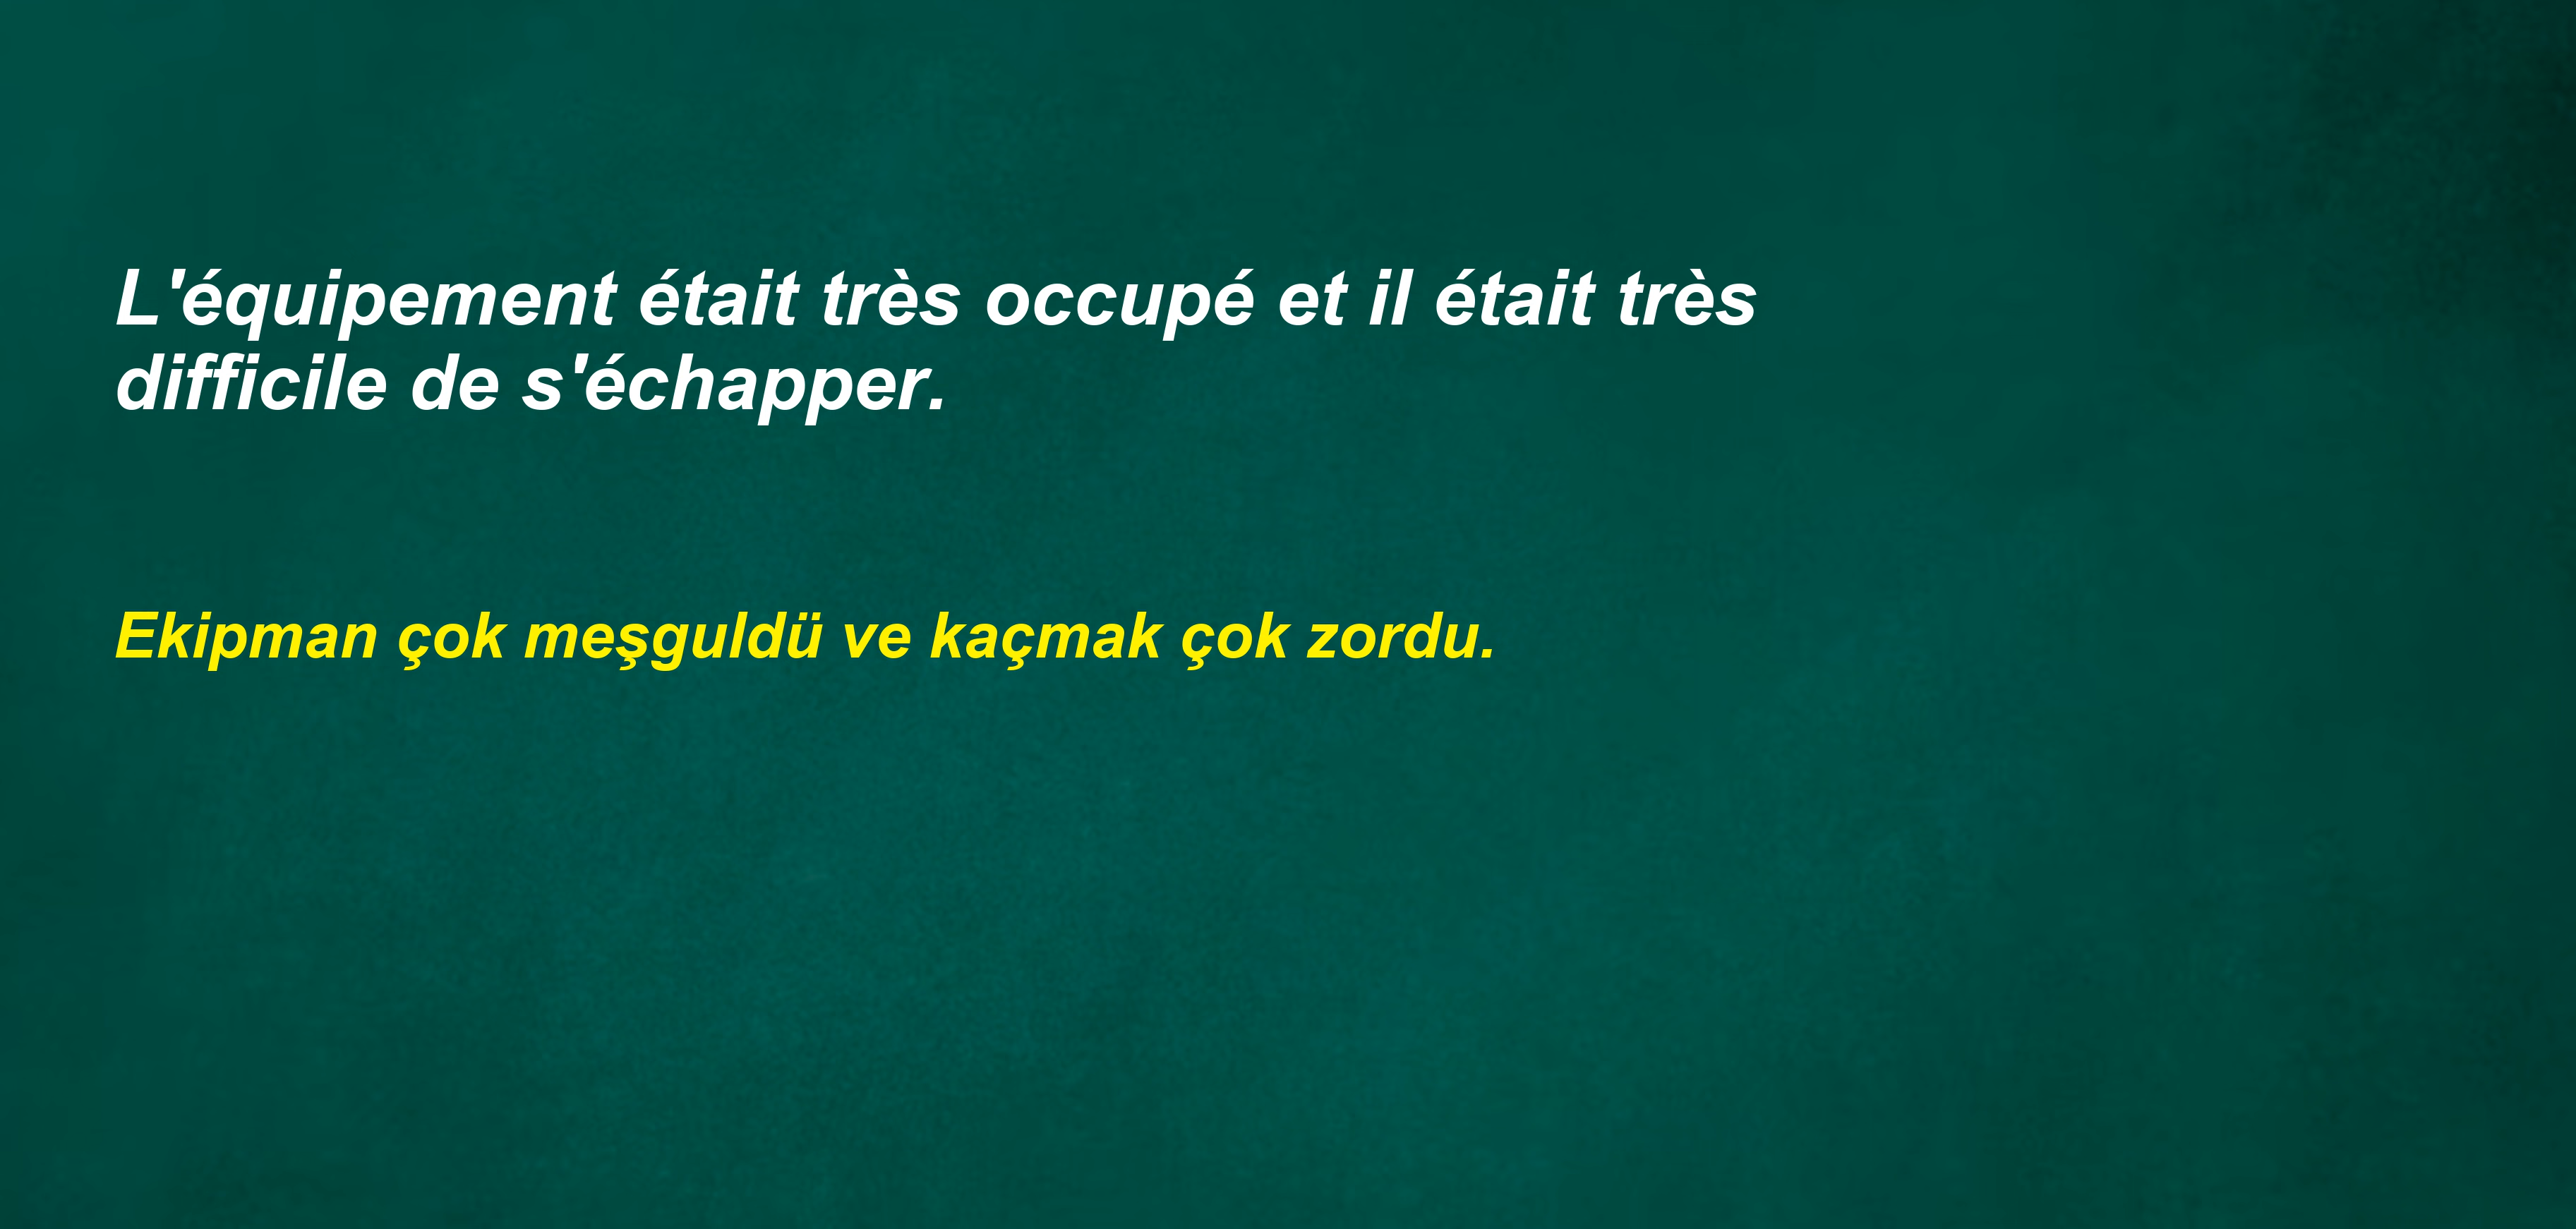 L'équipement était très occupé et il était très
difficile de s'échapper.
Ekipman çok meşguldü ve kaçmak çok zordu.